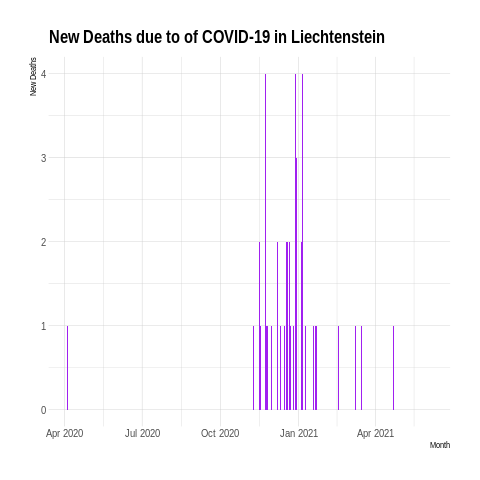 New Deaths due to of COVID-19 in Liechtenstein
New Deaths
4
3
2
1
0
Apr 2020 Jul 2020 Oct 2020 Jan 2021 Apr 2021
Month